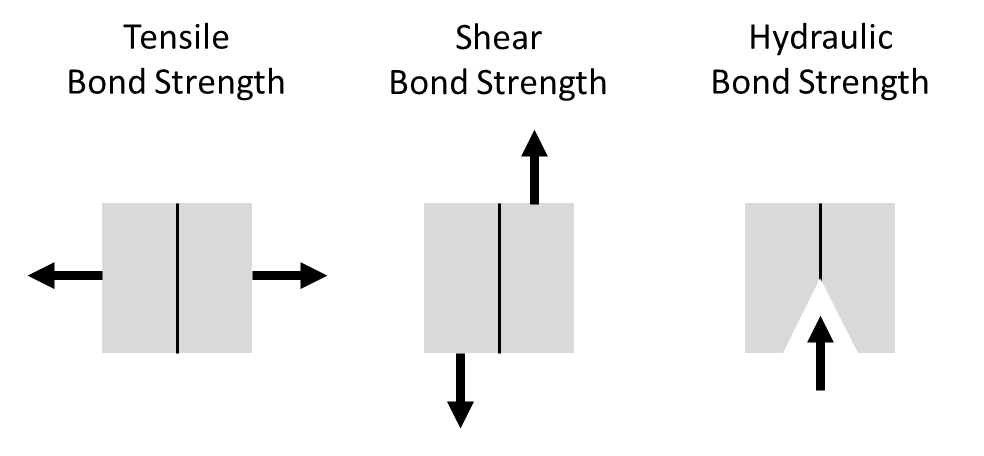 Tensile
Bond Strength
Shear
Bond Strength
Hydraulic
Bond Strength